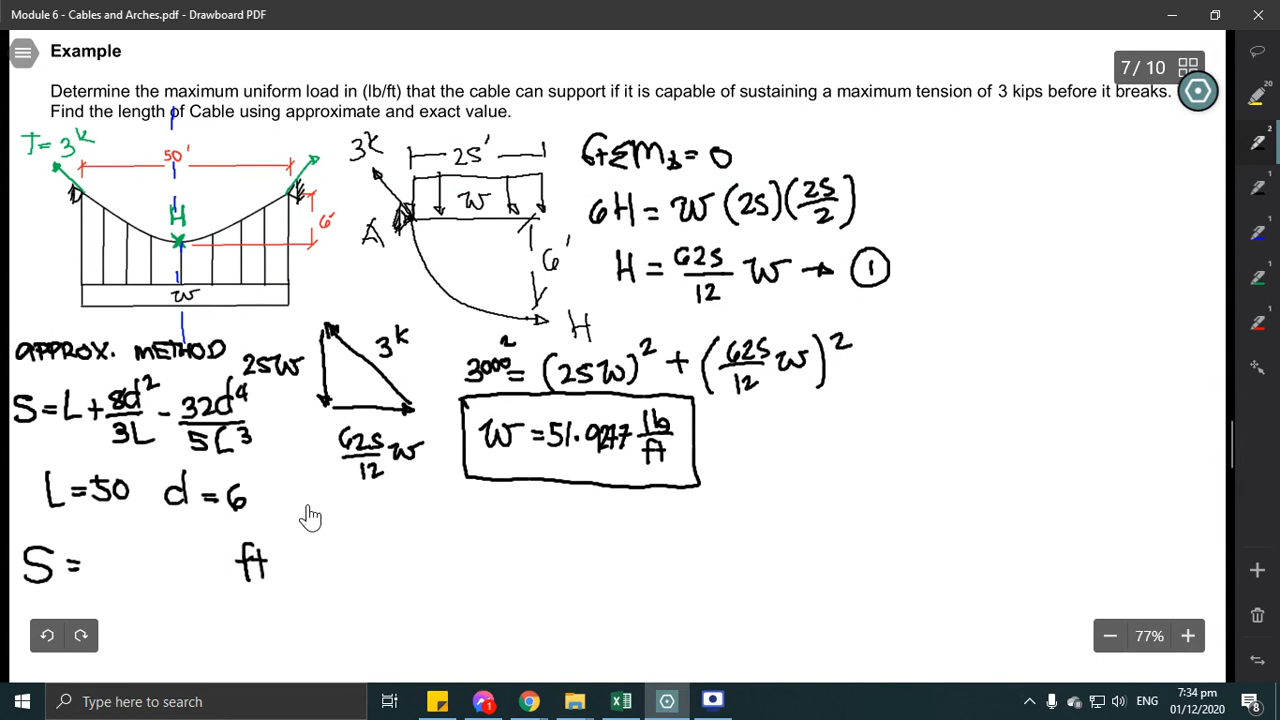 Module 6 - Cables and Arches.pdf - Drawboard PDF
Example
7 / 10
Determine the maximum uniform load in (lb/ft) that the cable can support if it is capable of sustaining a maximum tension of 3 kips before it breaks.
Find the length of Cable using approximate and exact value.
20
T=3k
50'
H
6'
w
3k
25'
w
A
6'
H
G+ΣMA=0
6H = w (25)(25/2)
H = 625/12 w → 1
APPROX. METHOD
S=L+8d²/3L - 32d⁴/5L³
L=50 d=6
S= ft
25w
3k
625/12 w
3000² = (25w)² + (625/12 w)²
w = 51.9247 lb/ft
77%
Type here to search
1
ENG
7:34 pm
01/12/2020
8